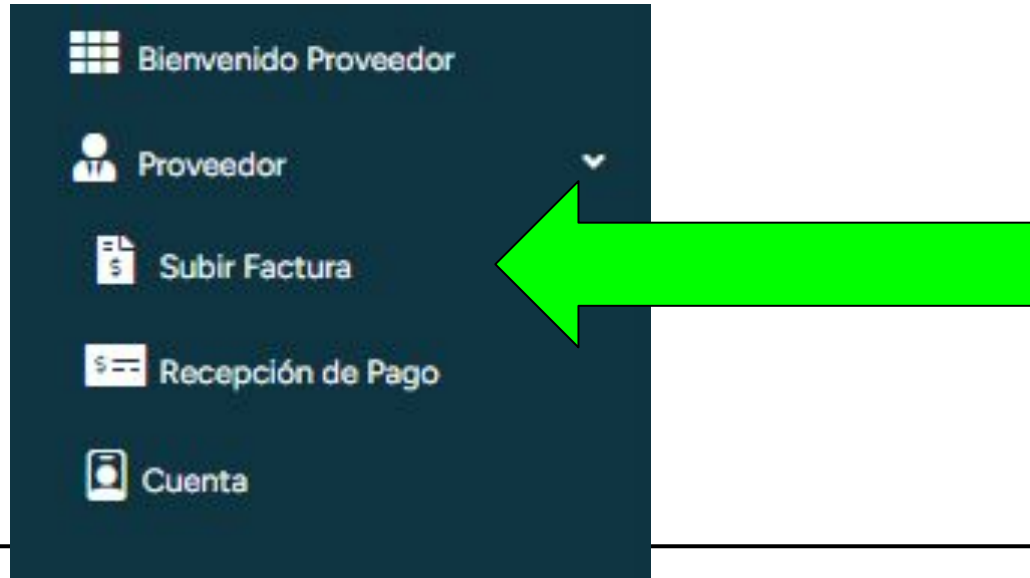 Bienvenido Proveedor
Proveedor
Subir Factura
Recepción de Pago
Cuenta